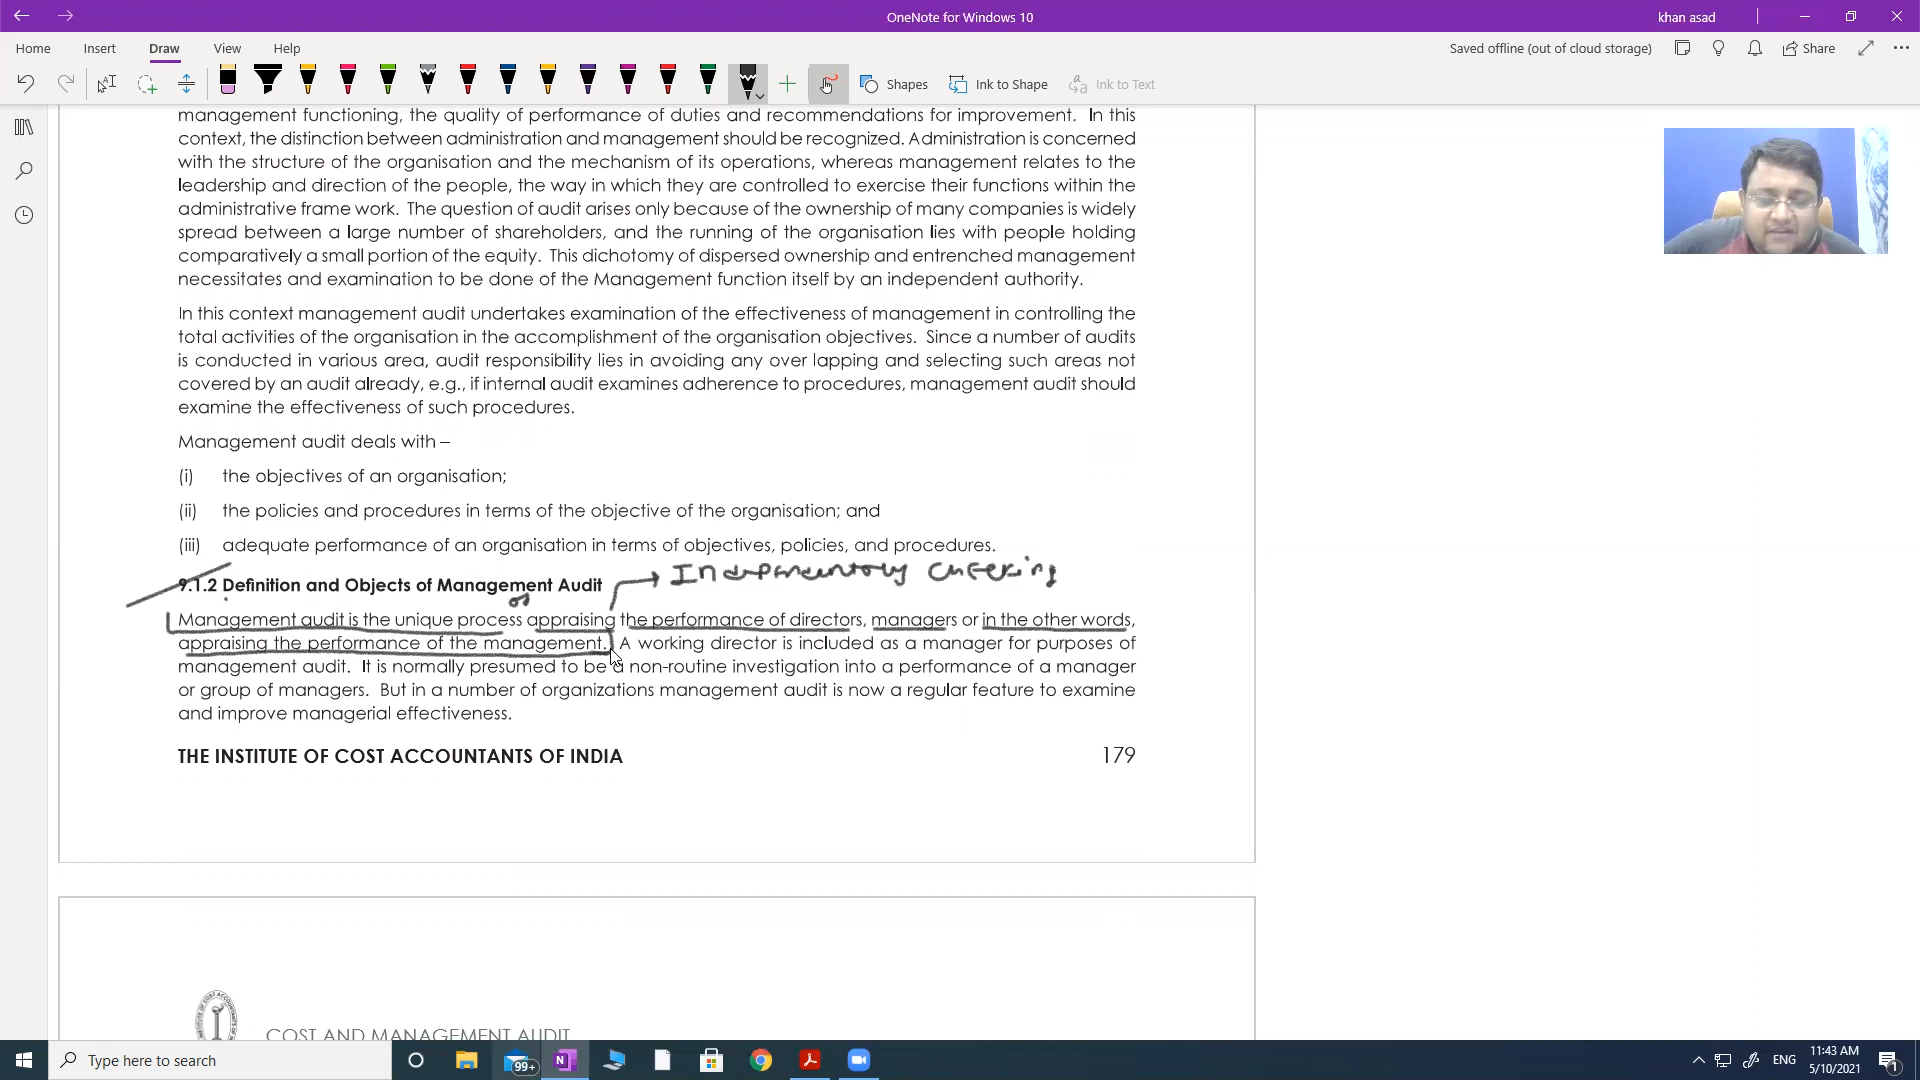 OneNote for Windows 10
khan asad
Home Insert Draw View Help
Saved offline (out of cloud storage)
Share
Shapes
Ink to Shape
Ink to Text
management functioning, the quality of performance of duties and recommendations for improvement. In this
context, the distinction between administration and management should be recognized. Administration is concerned
with the structure of the organisation and the mechanism of its operations, whereas management relates to the
leadership and direction of the people, the way in which they are controlled to exercise their functions within the
administrative frame work. The question of audit arises only because of the ownership of many companies is widely
spread between a large number of shareholders, and the running of the organisation lies with people holding
comparatively a small portion of the equity. This dichotomy of dispersed ownership and entrenched management
necessitates and examination to be done of the Management function itself by an independent authority.
In this context management audit undertakes examination of the effectiveness of management in controlling the
total activities of the organisation in the accomplishment of the organisation objectives. Since a number of audits
is conducted in various area, audit responsibility lies in avoiding any over lapping and selecting such areas not
covered by an audit already, e.g., if internal audit examines adherence to procedures, management audit should
examine the effectiveness of such procedures.
Management audit deals with –
(i) the objectives of an organisation;
(ii) the policies and procedures in terms of the objective of the organisation; and
(iii) adequate performance of an organisation in terms of objectives, policies, and procedures.
9.1.2 Definition and Objects of Management Audit
of
Management audit is the unique process appraising the performance of directors, managers or in the other words,
appraising the performance of the management. A working director is included as a manager for purposes of
management audit. It is normally presumed to be a non-routine investigation into a performance of a manager
or group of managers. But in a number of organizations management audit is now a regular feature to examine
and improve managerial effectiveness.
THE INSTITUTE OF COST ACCOUNTANTS OF INDIA 179
COST AND MANAGEMENT AUDIT
Type here to search
99+
ENG
11:43 AM
5/10/2021
1